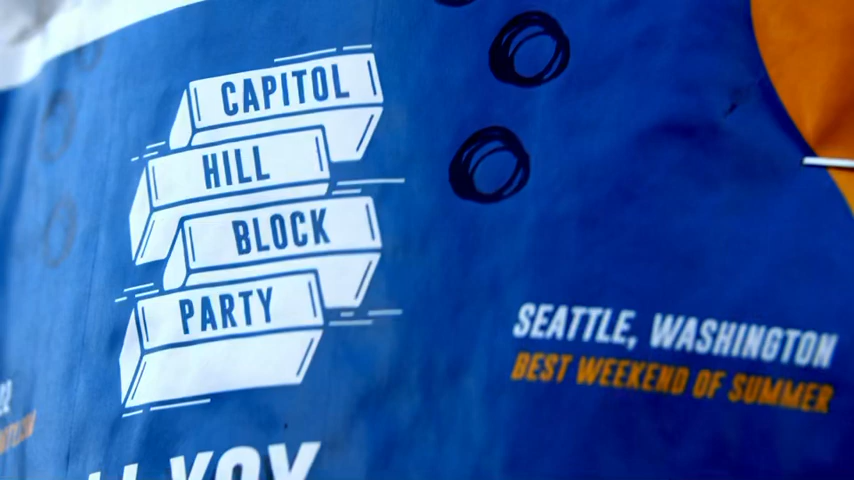 CAPITOL
HILL
BLOCK
PARTY
SEATTLE, WASHINGTON
BEST WEEKEND OF SUMMER